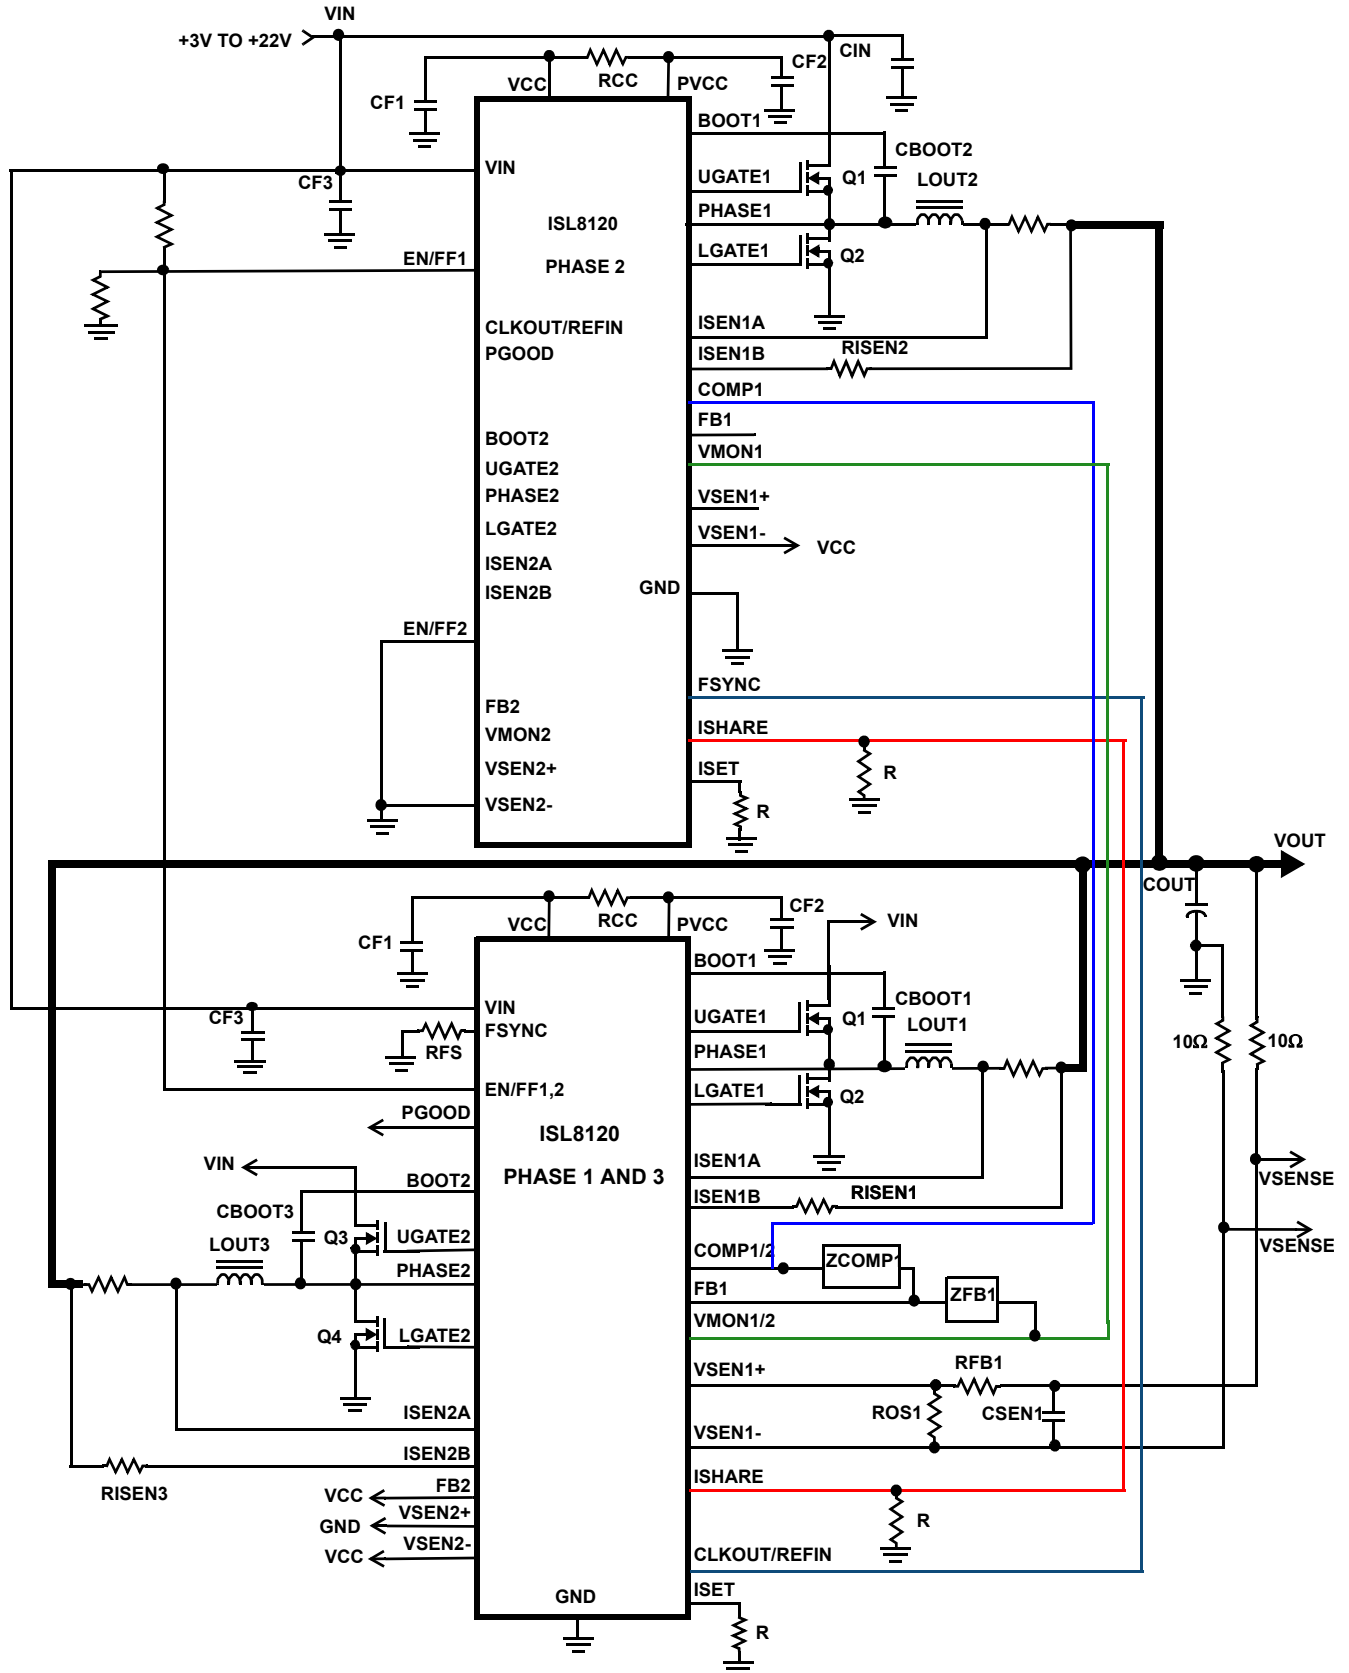 VIN
+3V TO +22V
CIN
CF2
RCC
VCC
PVCC
CF1
BOOT1
CBOOT2
VIN
UGATE1
Q1
LOUT2
CF3
PHASE1
ISL8120
EN/FF1
LGATE1
Q2
PHASE 2
CLKOUT/REFIN
ISEN1A
PGOOD
ISEN1B
RISEN2
COMP1
FB1
BOOT2
VMON1
UGATE2
PHASE2
VSEN1+
LGATE2
VSEN1-
VCC
ISEN2A
ISEN2B
GND
EN/FF2
FSYNC
FB2
ISHARE
VMON2
VSEN2+
ISET
R
VSEN2-
R
VOUT
COUT
CF2
RCC
VCC
PVCC
VIN
CF1
BOOT1
CBOOT1
VIN
CF3
UGATE1
Q1
LOUT1
FSYNC
RFS
PHASE1
10Ω
10Ω
EN/FF1,2
LGATE1
Q2
PGOOD
ISL8120
VIN
ISEN1A
PHASE 1 AND 3
VSENSE
BOOT2
ISEN1B
RISEN1
CBOOT3
Q3
UGATE2
LOUT3
COMP1/2
ZCOMP1
VSENSE
PHASE2
FB1
ZFB1
VMON1/2
Q4
LGATE2
VSEN1+
RFB1
ISEN2A
ROS1
CSEN1
VSEN1-
ISEN2B
RISEN3
FB2
ISHARE
VCC
VSEN2+
GND
R
VSEN2-
VCC
CLKOUT/REFIN
GND
ISET
R